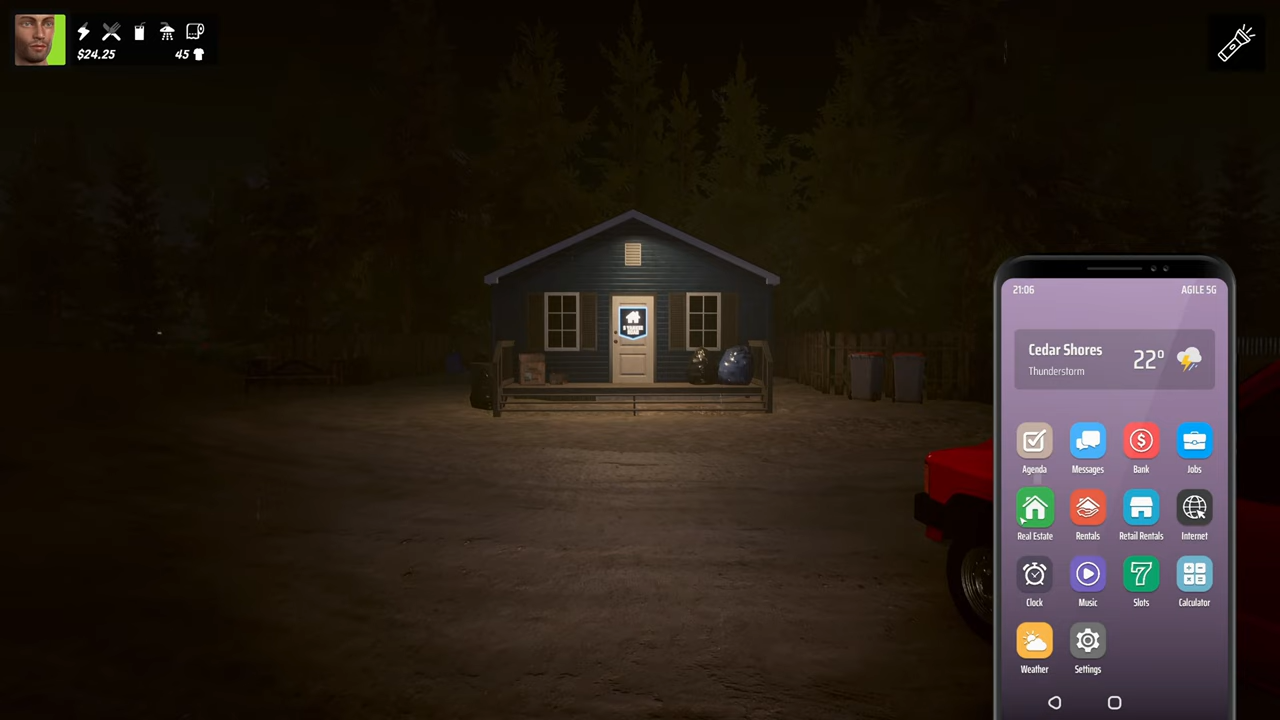 $24.25
45
21:06
AGILE 5G
Cedar Shores
Thunderstorm
22º
Agenda
Messages
Bank
Jobs
Real Estate
Rentals
Retail Rentals
Internet
Clock
Music
Slots
Calculator
Weather
Settings